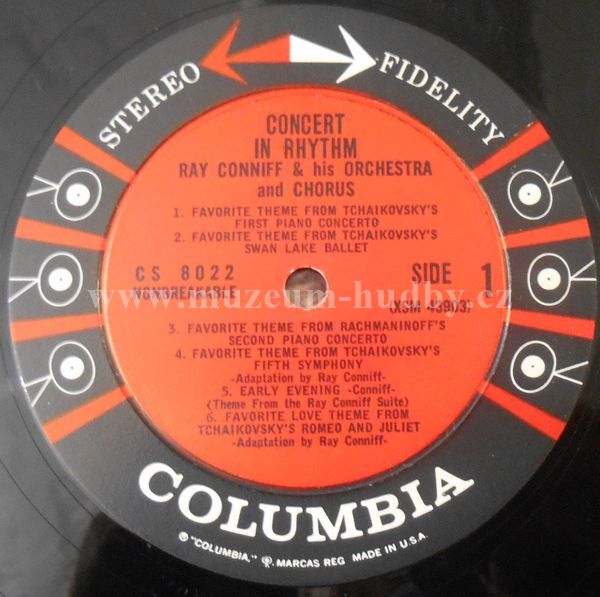 STEREO FIDELITY
CONCERT
IN RHYTHM
RAY CONNIFF & his ORCHESTRA
and CHORUS
1. FAVORITE THEME FROM TCHAIKOVSKY'S
FIRST PIANO CONCERTO
2. FAVORITE THEME FROM TCHAIKOVSKY'S
SWAN LAKE BALLET
CS 8022 SIDE 1
www.muzeum-hudby.cz
NONBREAKABLE (XSM 43903)
3. FAVORITE THEME FROM RACHMANINOFF'S
SECOND PIANO CONCERTO
4. FAVORITE THEME FROM TCHAIKOVSKY'S
FIFTH SYMPHONY
-Adaptation by Ray Conniff-
5. EARLY EVENING -Conniff-
(Theme From the Ray Conniff Suite)
6. FAVORITE LOVE THEME FROM
TCHAIKOVSKY'S ROMEO AND JULIET
-Adaptation by Ray Conniff-
COLUMBIA
® "COLUMBIA," MARCAS REG MADE IN U.S.A.